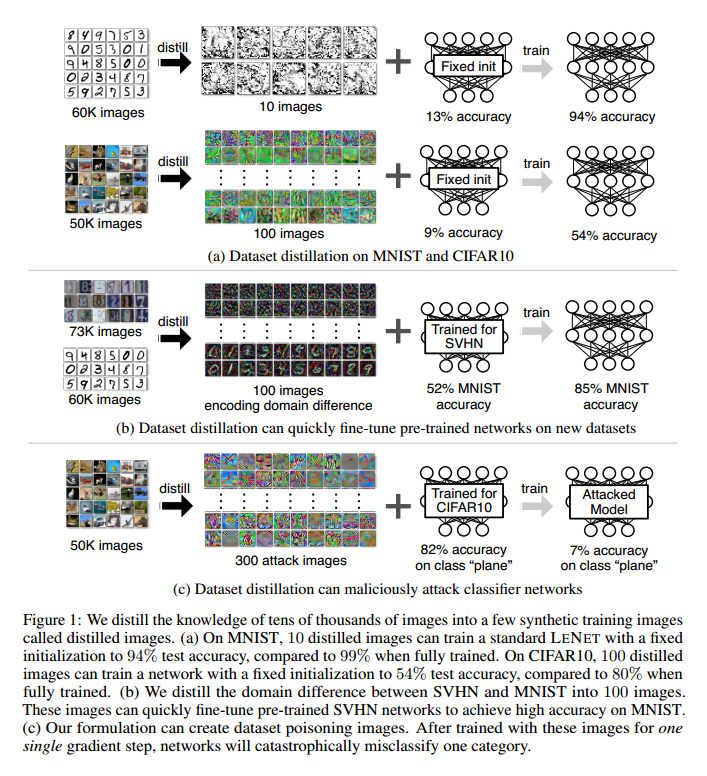 8 4 9 7 5 3
9 0 5 3 0 1
9 4 8 5 0 0
0 2 3 4 8 7
5 9 2 7 5 3
60K images
distill
10 images
Fixed init
13% accuracy
train
94% accuracy
50K images
distill
100 images
Fixed init
9% accuracy
train
54% accuracy
(a) Dataset distillation on MNIST and CIFAR10
73K images
9 4 8 5 0 0
0 2 3 4 8 7
5 9 2 7 5 3
60K images
distill
100 images
encoding domain difference
Trained for
SVHN
52% MNIST
accuracy
train
85% MNIST
accuracy
(b) Dataset distillation can quickly fine-tune pre-trained networks on new datasets
50K images
distill
300 attack images
Trained for
CIFAR10
82% accuracy
on class “plane”
train
Attacked
Model
7% accuracy
on class “plane”
(c) Dataset distillation can maliciously attack classifier networks
Figure 1: We distill the knowledge of tens of thousands of images into a few synthetic training images
called distilled images. (a) On MNIST, 10 distilled images can train a standard LENET with a fixed
initialization to 94% test accuracy, compared to 99% when fully trained. On CIFAR10, 100 distilled
images can train a network with a fixed initialization to 54% test accuracy, compared to 80% when
fully trained. (b) We distill the domain difference between SVHN and MNIST into 100 images.
These images can quickly fine-tune pre-trained SVHN networks to achieve high accuracy on MNIST.
(c) Our formulation can create dataset poisoning images. After trained with these images for one
single gradient step, networks will catastrophically misclassify one category.